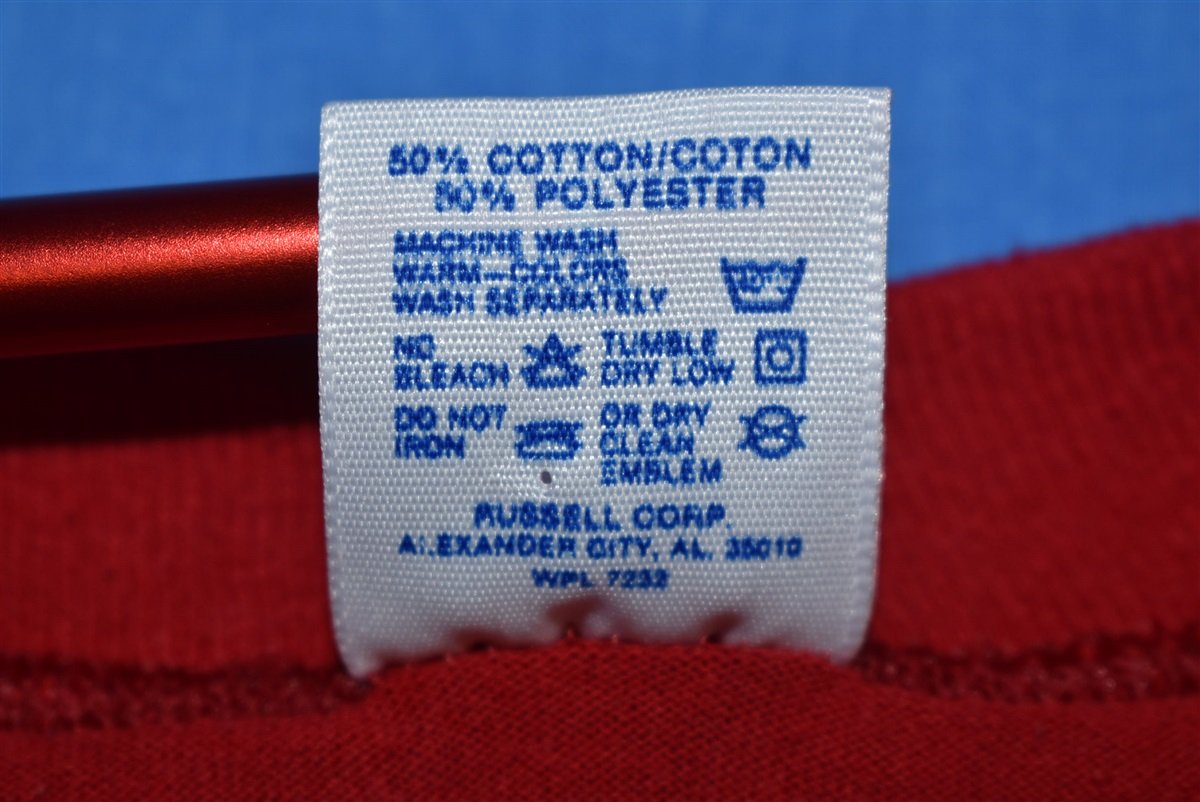 50% COTTON/COTON
50% POLYESTER
MACHINE WASH
WARM-COLORS
WASH SEPARATELY
NO
BLEACH
TUMBLE
DRY LOW
DO NOT
IRON
OR DRY
CLEAN
EMBLEM
RUSSELL CORP.
ALEXANDER CITY, AL. 35010
WPL 7232